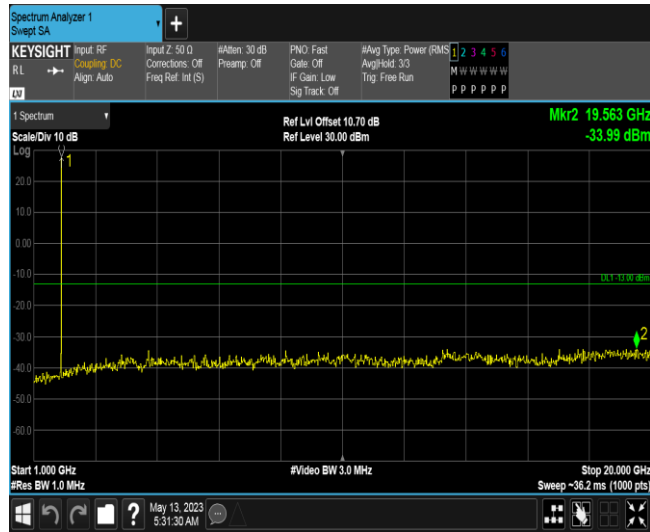 Spectrum Analyzer 1
Swept SA
KEYSIGHT
RL
LXI
Input: RF
Coupling: DC
Align: Auto
Input Z: 50 Ω
Corrections: Off
Freq Ref: Int (S)
#Atten: 30 dB
Preamp: Off
PNO: Fast
Gate: Off
IF Gain: Low
Sig Track: Off
#Avg Type: Power (RMS
Avg|Hold: 3/3
Trig: Free Run
1 2 3 4 5 6
M W W W W W
P P P P P P
1 Spectrum
Scale/Div 10 dB
Ref Lvl Offset 10.70 dB
Ref Level 30.00 dBm
Mkr2 19.563 GHz
-33.99 dBm
Log
1
20.0
10.0
0.00
-10.0
DL1 -13.00 dBm
-20.0
-30.0
2
-40.0
-50.0
-60.0
Start 1.000 GHz
#Video BW 3.0 MHz
Stop 20.000 GHz
#Res BW 1.0 MHz
Sweep ~36.2 ms (1000 pts)
?
May 13, 2023
5:31:30 AM